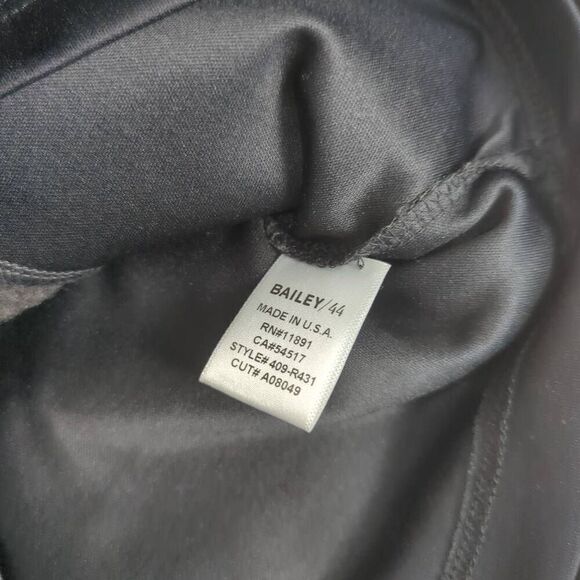 BAILEY/44
MADE IN U.S.A.
RN#11891
CA#54517
STYLE# 409-R431
CUT# A08049